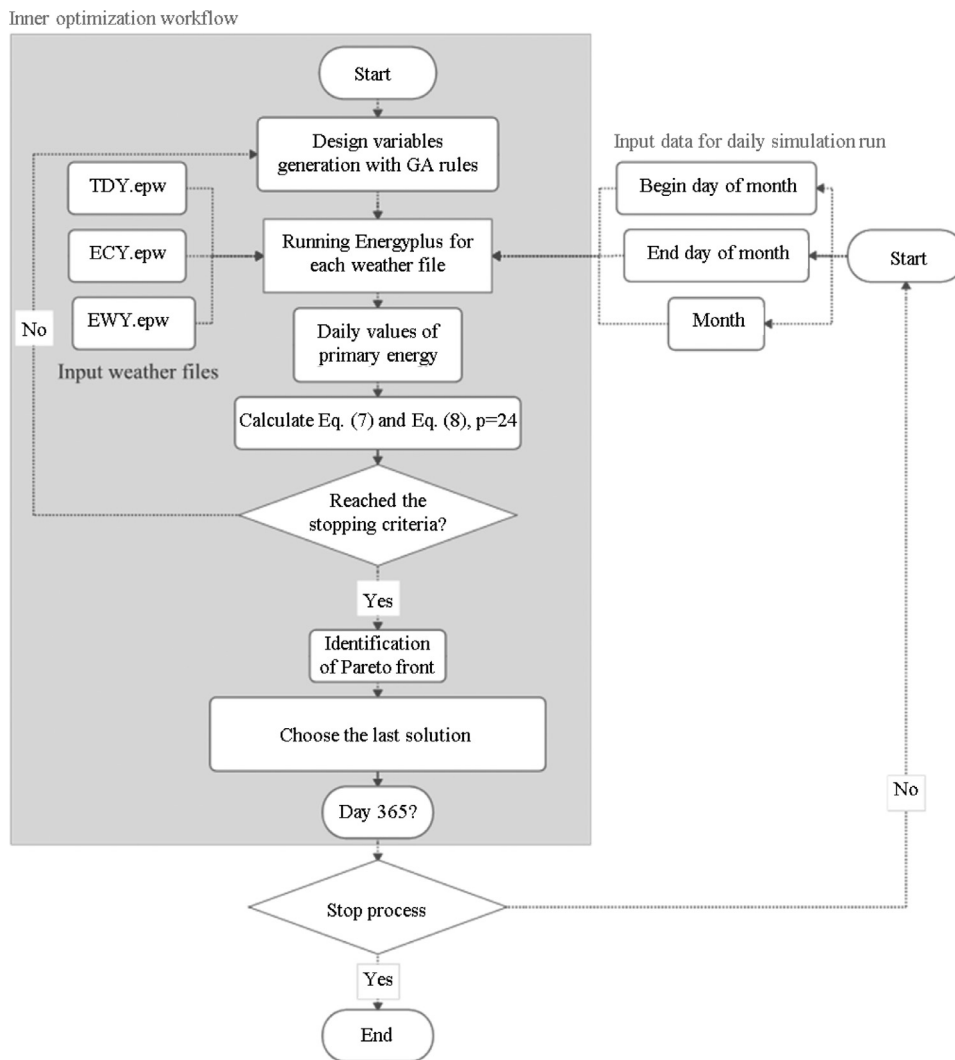 Inner optimization workflow
Start
Design variables
generation with GA rules
Input data for daily simulation run
TDY.epw
Begin day of month
ECY.epw
Running Energyplus for
each weather file
End day of month
Start
EWY.epw
Month
No
Input weather files
Daily values of
primary energy
Calculate Eq. (7) and Eq. (8), p=24
Reached the
stopping criteria?
Yes
Identification
of Pareto front
Choose the last solution
No
Day 365?
Stop process
Yes
End